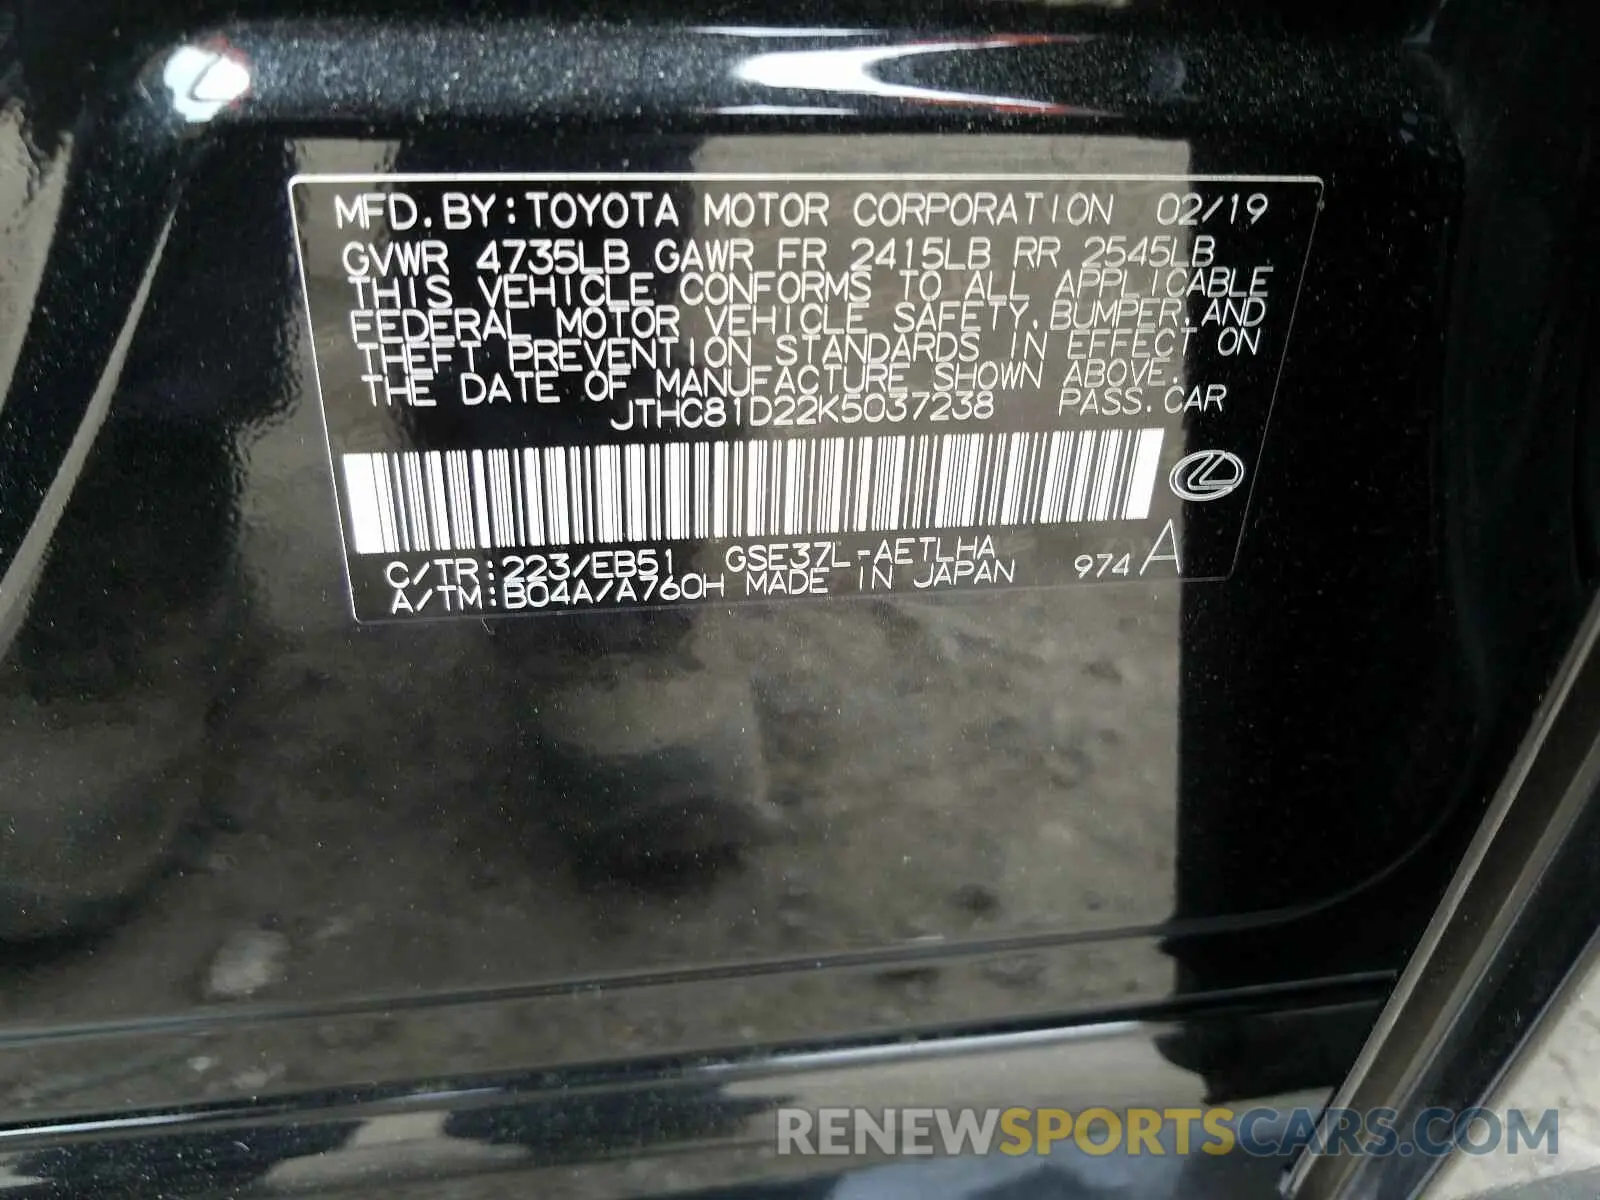 MFD.BY:TOYOTA MOTOR CORPORATION 02/19
GVWR 4735LB GAWR FR 2415LB RR 2545LB
THIS VEHICLE CONFORMS TO ALL APPLICABLE
FEDERAL MOTOR VEHICLE SAFETY,BUMPER,AND
THEFT PREVENTION STANDARDS IN EFFECT ON
THE DATE OF MANUFACTURE SHOWN ABOVE.
JTHC81D22K5037238 PASS.CAR
C/TR:223/EB51 GSE37L-AETLHA 974A
A/TM:B04A/A760H MADE IN JAPAN
RENEWSPORTSCARS.COM